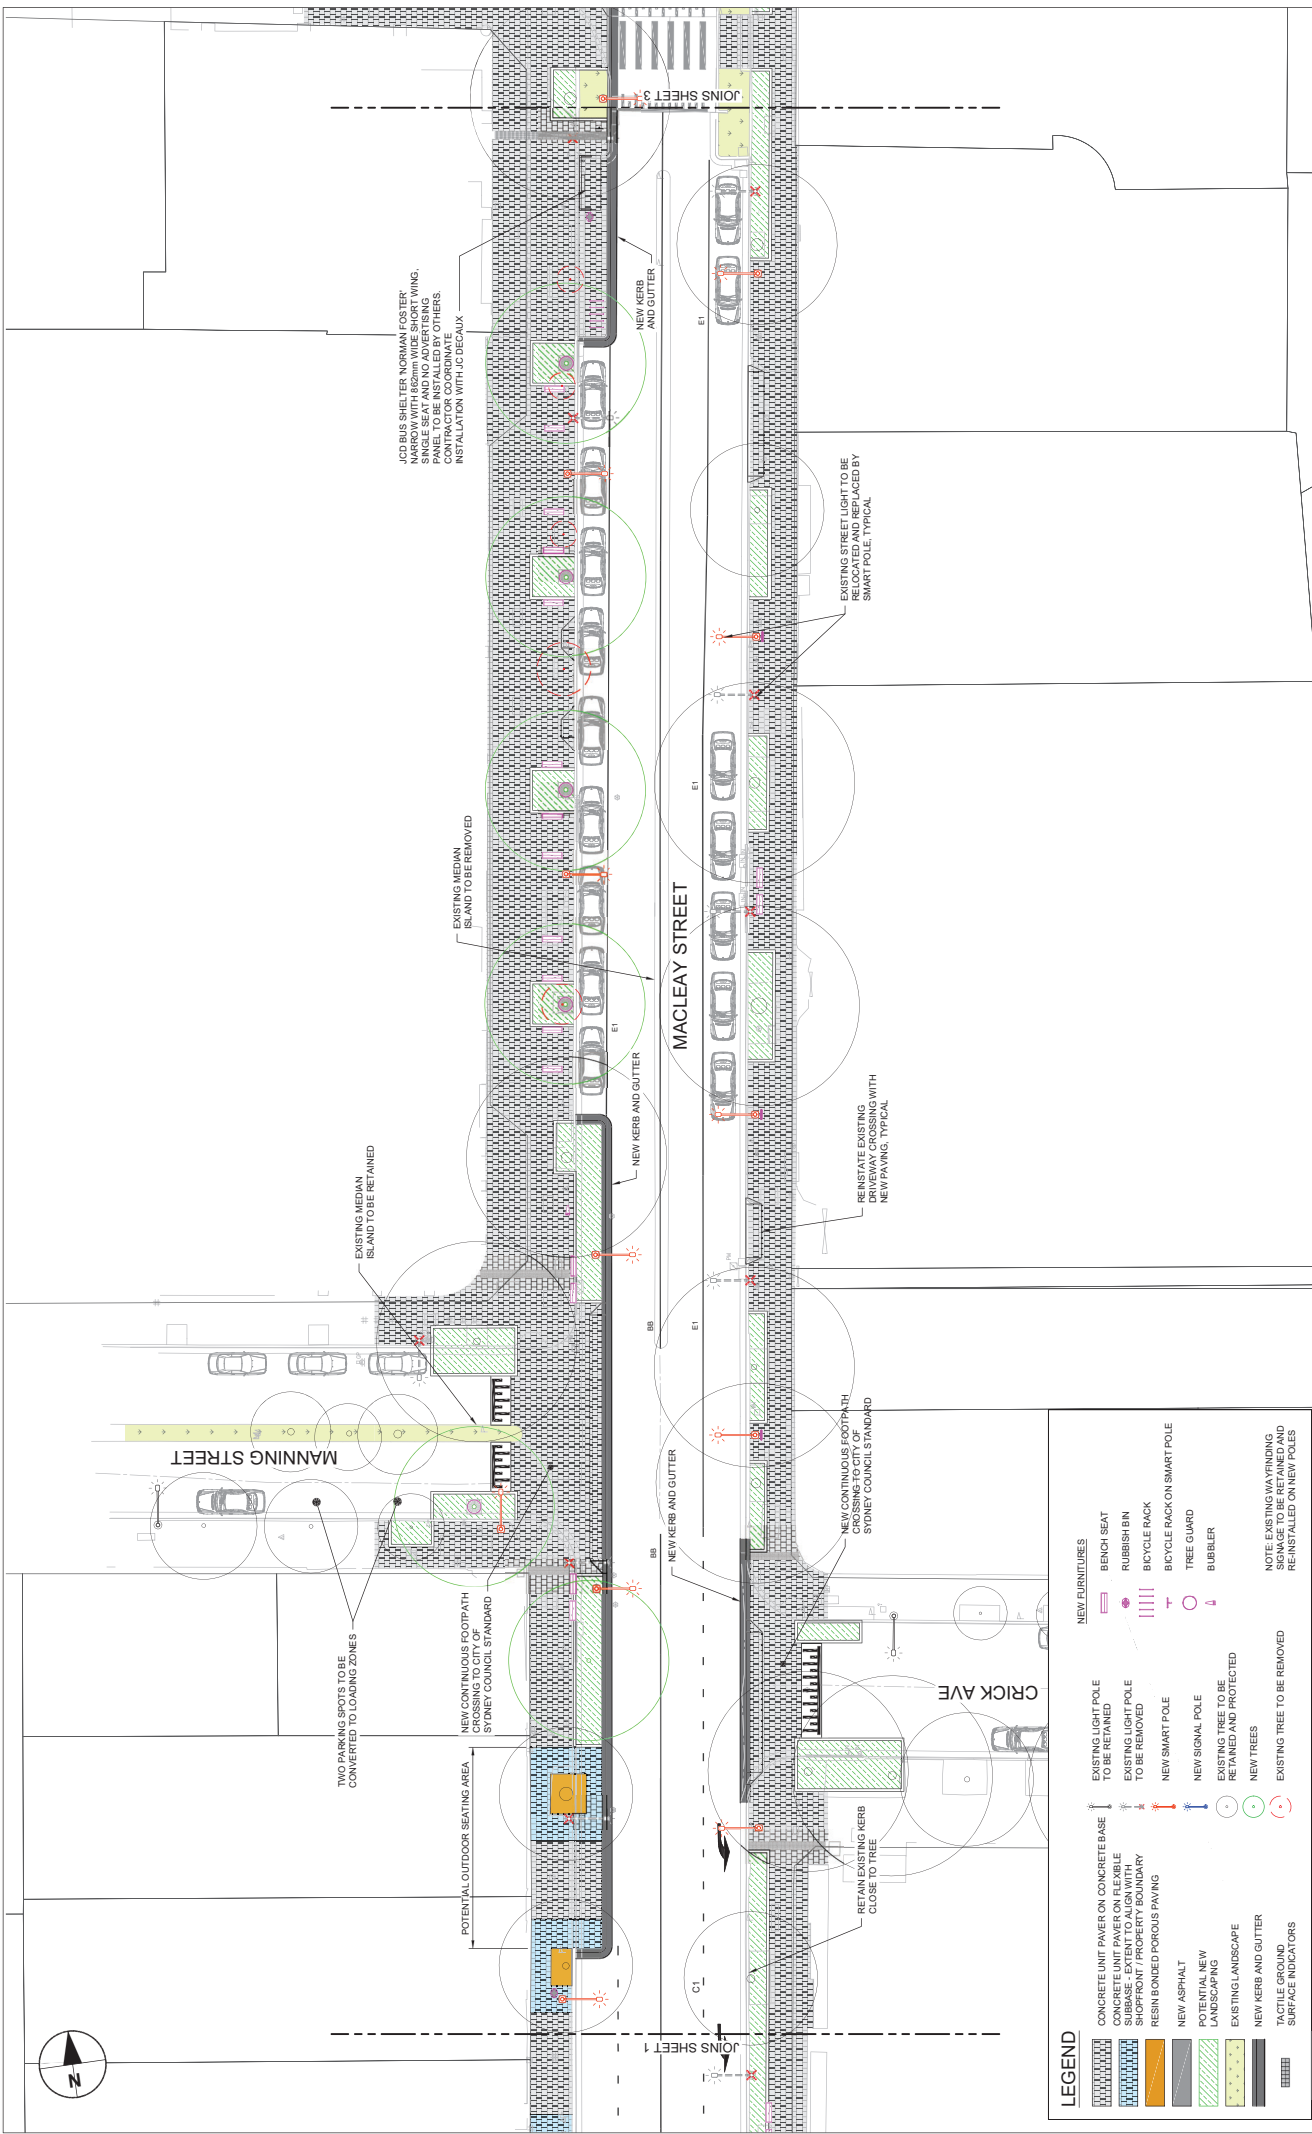 JOINS SHEET 3
JCD BUS SHELTER 'NORMAN FOSTER'
NARROW WITH 862mm WIDE SHORT WING,
SINGLE SEAT AND NO ADVERTISING
PANEL TO BE INSTALLED BY OTHERS.
CONTRACTOR COORDINATE
INSTALLATION WITH JC DECAUX
NEW KERB
AND GUTTER
E1
EXISTING STREET LIGHT TO BE
RELOCATED AND REPLACED BY
SMART POLE, TYPICAL
E1
EXISTING MEDIAN
ISLAND TO BE REMOVED
MACLEAY STREET
E1
NEW KERB AND GUTTER
REINSTATE EXISTING
DRIVEWAY CROSSING WITH
NEW PAVING, TYPICAL
EXISTING MEDIAN
ISLAND TO BE RETAINED
BB
E1
MANNING STREET
NEW CONTINUOUS FOOTPATH
CROSSING TO CITY OF
SYDNEY COUNCIL STANDARD
BB
NEW KERB AND GUTTER
TWO PARKING SPOTS TO BE
CONVERTED TO LOADING ZONES
NEW CONTINUOUS FOOTPATH
CROSSING TO CITY OF
SYDNEY COUNCIL STANDARD
CRICK AVE
POTENTIAL OUTDOOR SEATING AREA
RETAIN EXISTING KERB
CLOSE TO TREE
C1
JOINS SHEET 1
N
LEGEND
CONCRETE UNIT PAVER ON CONCRETE BASE
CONCRETE UNIT PAVER ON FLEXIBLE
SUBBASE - EXTENT TO ALIGN WITH
SHOPFRONT / PROPERTY BOUNDARY
RESIN BONDED POROUS PAVING
NEW ASPHALT
POTENTIAL NEW
LANDSCAPING
EXISTING LANDSCAPE
NEW KERB AND GUTTER
TACTILE GROUND
SURFACE INDICATORS
EXISTING LIGHT POLE
TO BE RETAINED
EXISTING LIGHT POLE
TO BE REMOVED
NEW SMART POLE
NEW SIGNAL POLE
EXISTING TREE TO BE
RETAINED AND PROTECTED
NEW TREES
EXISTING TREE TO BE REMOVED
NEW FURNITURES
BENCH SEAT
RUBBISH BIN
BICYCLE RACK
BICYCLE RACK ON SMART POLE
TREE GUARD
BUBBLER
NOTE: EXISTING WAYFINDING
SIGNAGE TO BE RETAINED AND
RE-INSTALLED ON NEW POLES